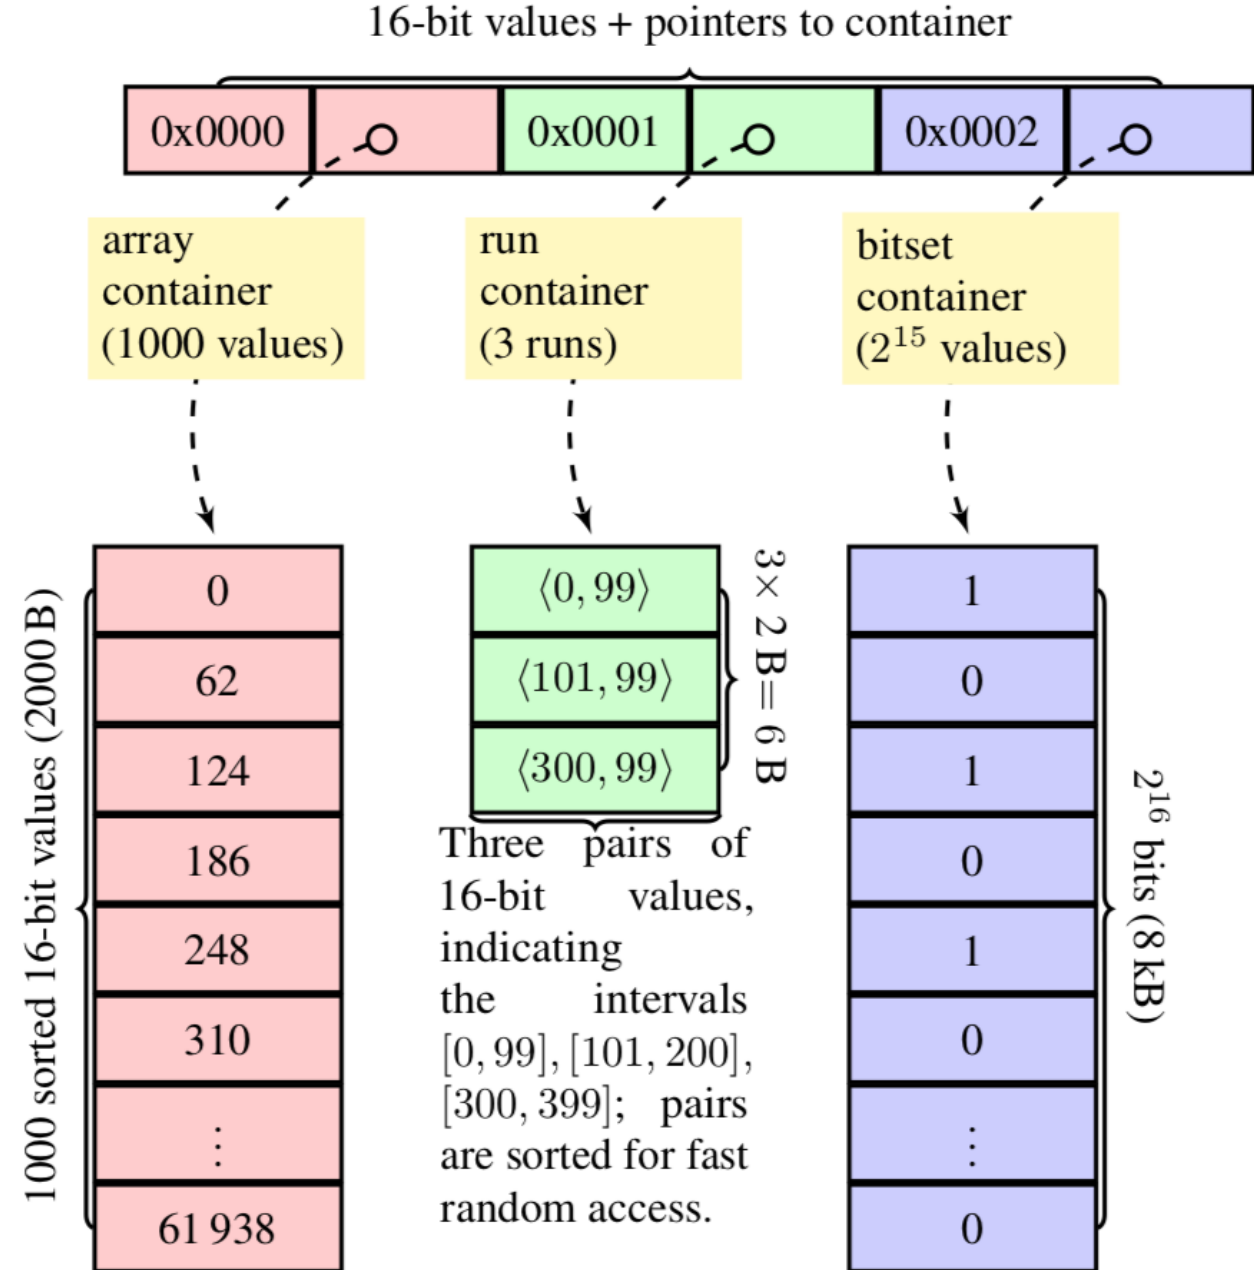 16-bit values + pointers to container
0x0000
0x0001
0x0002
array
container
(1000 values)
run
container
(3 runs)
bitset
container
(2¹⁵ values)
1000 sorted 16-bit values (2000 B)
0
62
124
186
248
310
⋮
61 938
⟨0, 99⟩
⟨101, 99⟩
⟨300, 99⟩
3× 2 B= 6 B
Three pairs of
16-bit values,
indicating
the intervals
[0, 99], [101, 200],
[300, 399]; pairs
are sorted for fast
random access.
1
0
1
0
1
0
⋮
0
2¹⁶ bits (8 kB)